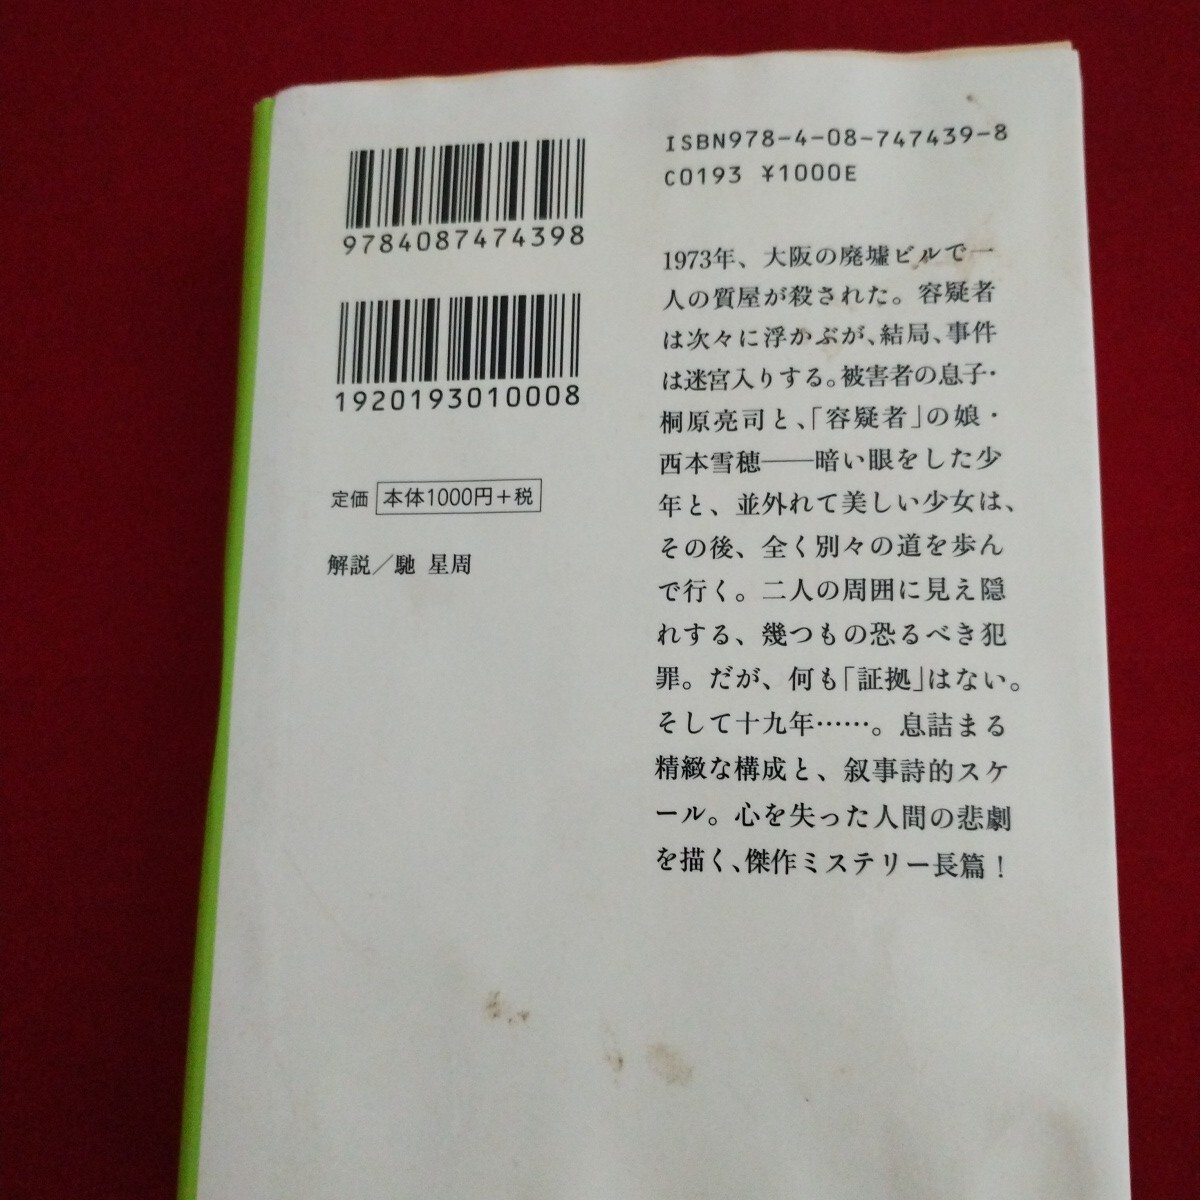 9784087474398
1920193010008
定価 本体1000円+税
解説／馳 星周
ISBN978-4-08-747439-8
C0193 ¥1000E
1973年、大阪の廃墟ビルで一
人の質屋が殺された。容疑者
は次々に浮かぶが、結局、事件
は迷宮入りする。被害者の息子・
桐原亮司と、「容疑者」の娘・
西本雪穂――暗い眼をした少
年と、並外れて美しい少女は、
その後、全く別々の道を歩ん
で行く。二人の周囲に見え隠
れする、幾つもの恐るべき犯
罪。だが、何も「証拠」はない。
そして十九年……。息詰まる
精緻な構成と、叙事詩的スケ
ール。心を失った人間の悲劇
を描く、傑作ミステリー長篇！